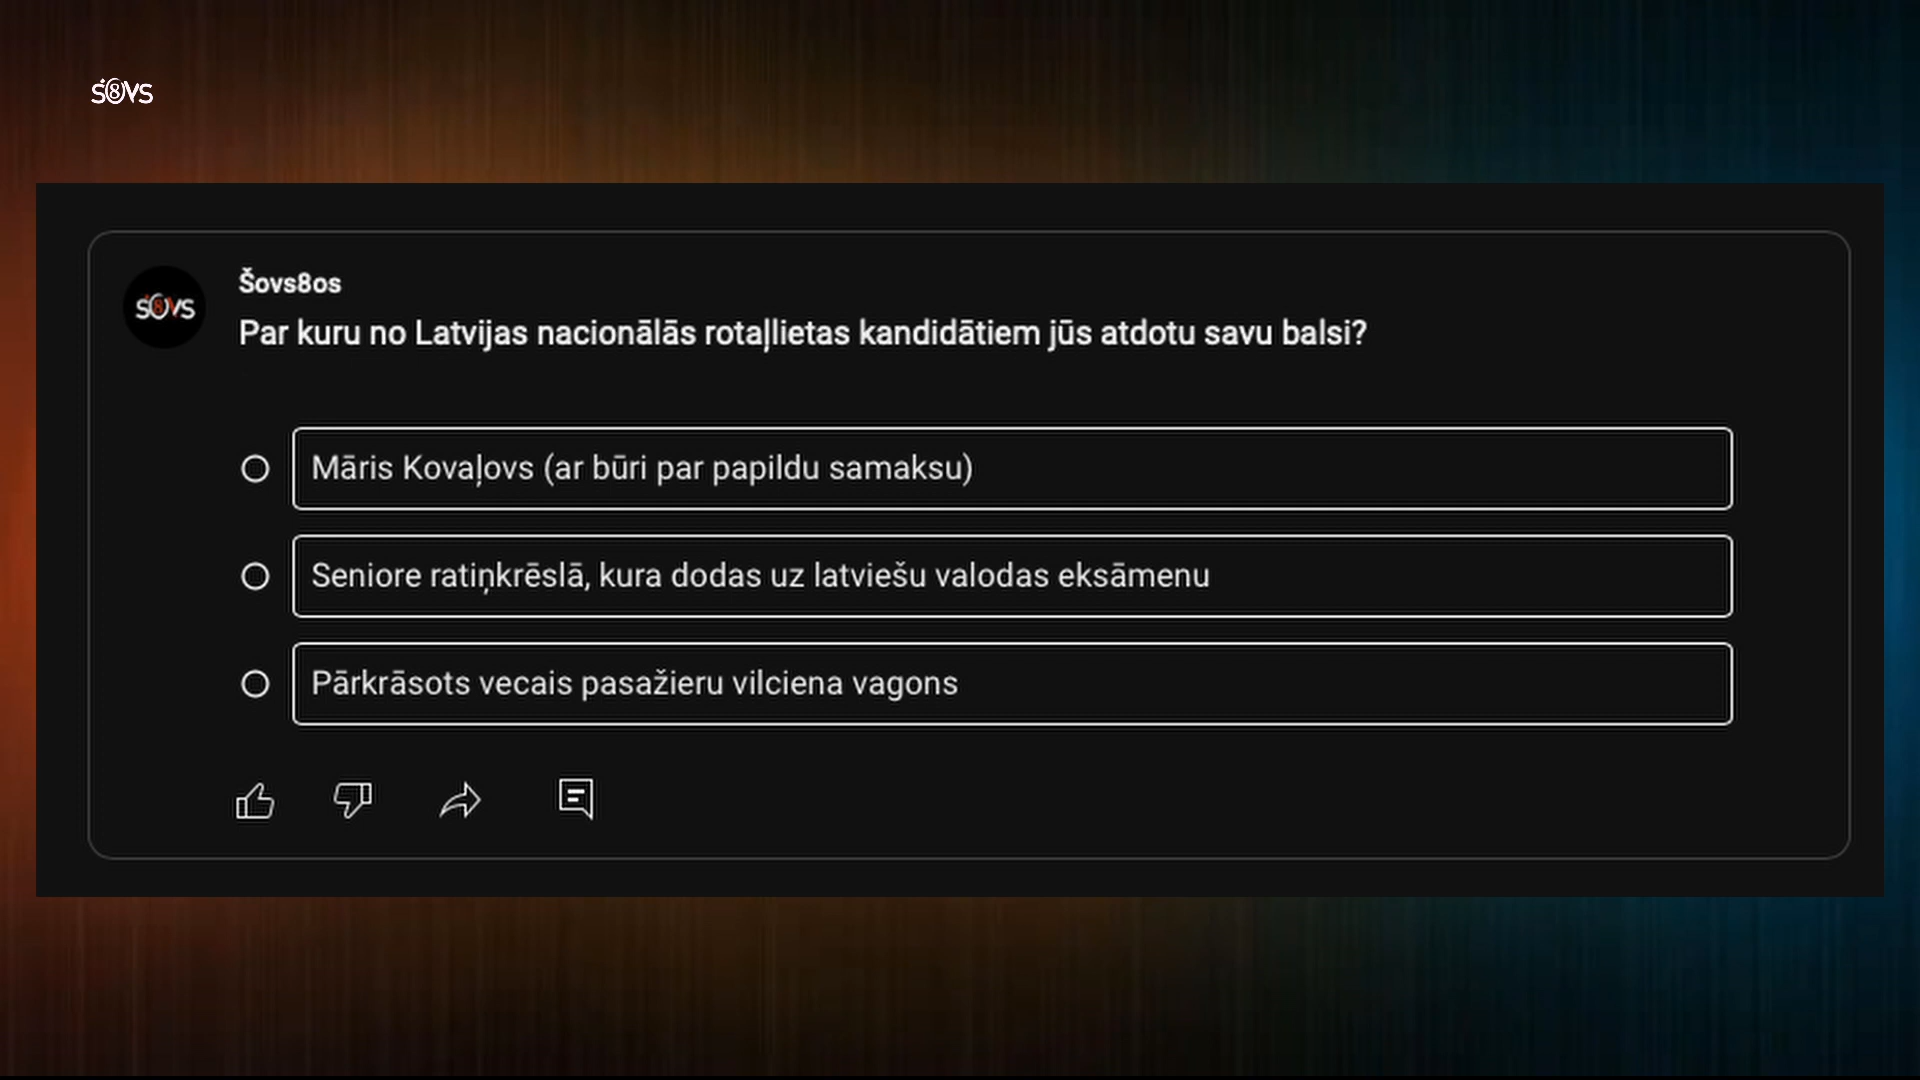 ŠOVS
Šovs8os
ŠOVS
Par kuru no Latvijas nacionālās rotaļlietas kandidātiem jūs atdotu savu balsi?
Māris Kovaļovs (ar būri par papildu samaksu)
Seniore ratiņkrēslā, kura dodas uz latviešu valodas eksāmenu
Pārkrāsots vecais pasažieru vilciena vagons